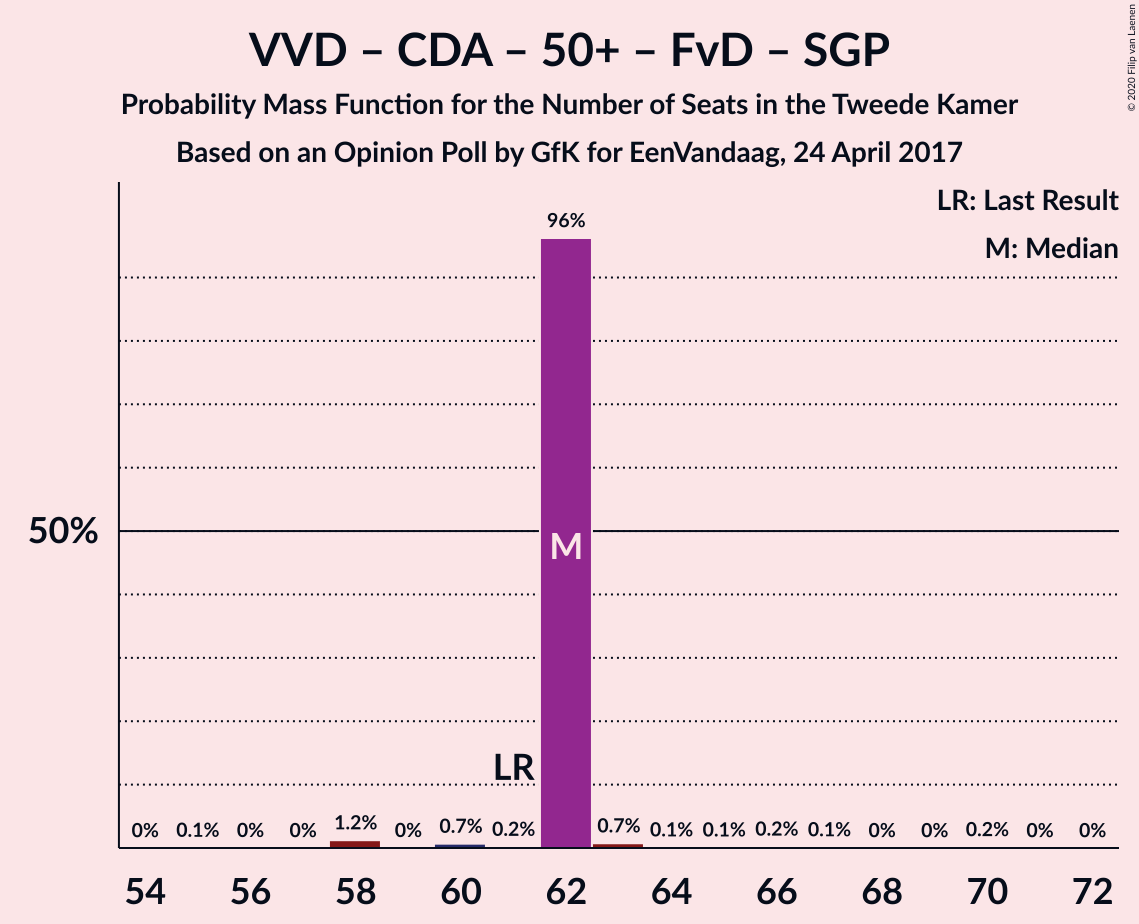 VVD – CDA – 50+ – FvD – SGP
Probability Mass Function for the Number of Seats in the Tweede Kamer
Based on an Opinion Poll by GfK for EenVandaag, 24 April 2017
© 2020 Filip van Laenen
LR: Last Result
M: Median
96%
50%
M
LR
0% 0.1% 0% 0% 1.2% 0% 0.7% 0.2% 0.7% 0.1% 0.1% 0.2% 0.1% 0% 0% 0.2% 0% 0%
54 56 58 60 62 64 66 68 70 72